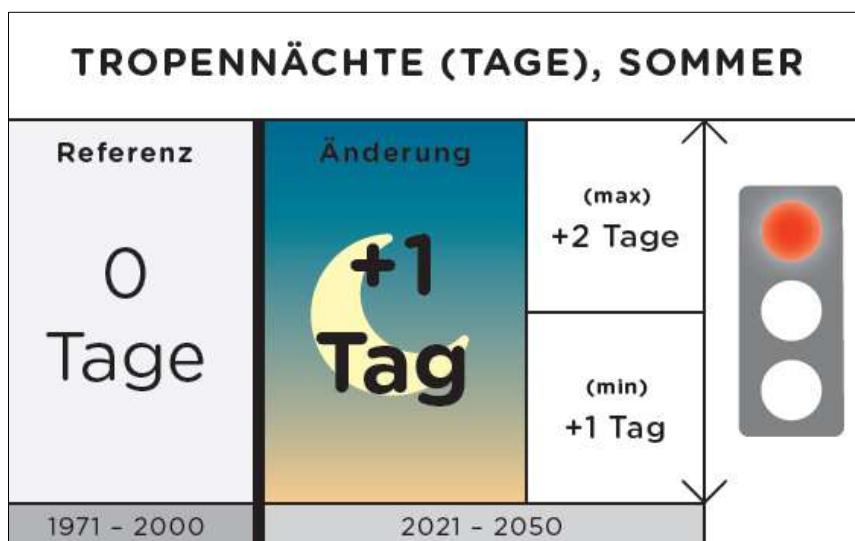 TROPENNÄCHTE (TAGE), SOMMER
Referenz
0
Tage
Änderung
+1
Tag
(max)
+2 Tage
(min)
+1 Tag
1971 – 2000
2021 – 2050